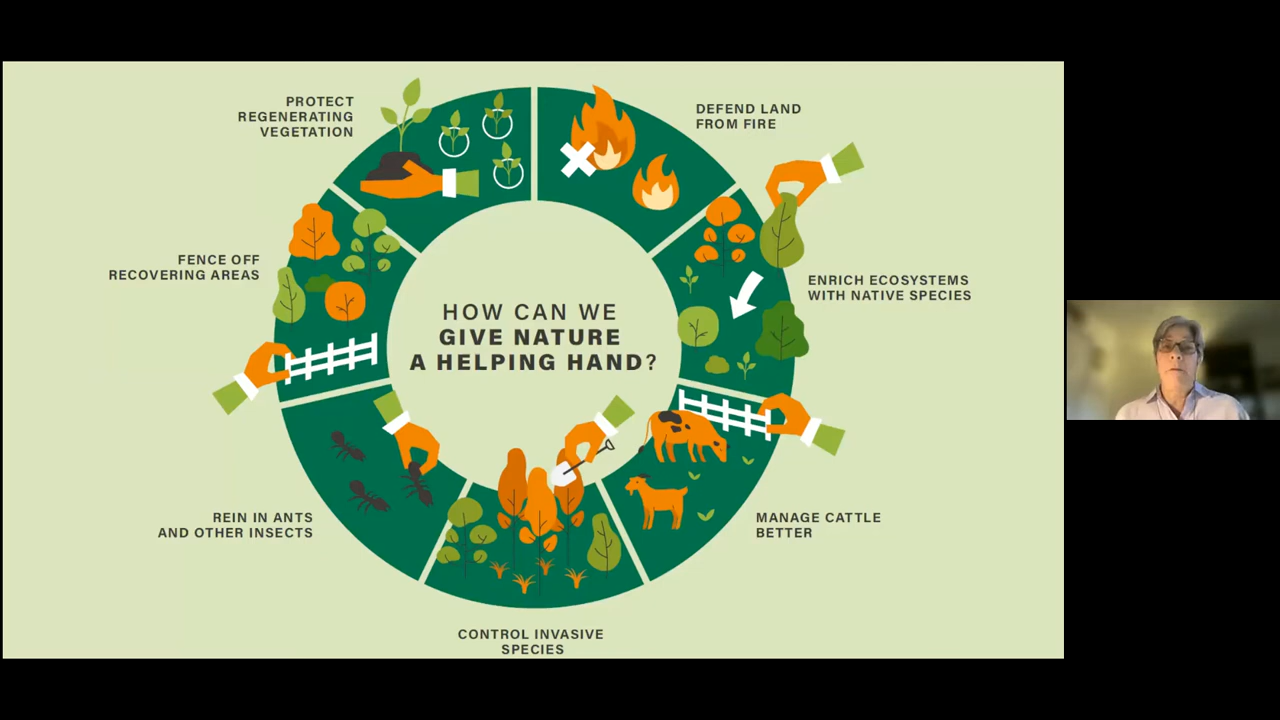 PROTECT
REGENERATING
VEGETATION
DEFEND LAND
FROM FIRE
FENCE OFF
RECOVERING AREAS
ENRICH ECOSYSTEMS
WITH NATIVE SPECIES
HOW CAN WE
GIVE NATURE
A HELPING HAND?
REIN IN ANTS
AND OTHER INSECTS
MANAGE CATTLE
BETTER
CONTROL INVASIVE
SPECIES